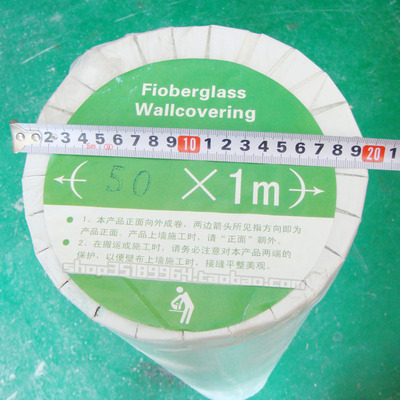 Fioberglass
Wallcovering
2 3 4 5 6 7 8 9 10 1 2 3 4 5 6 7 8 9 20 1
50 ×1m
● 1、本产品正面向外成卷，两边箭头所见指方向即为
产品正面。产品上墙施工时，请“正面”朝外。
● 2、在搬运或施工时，请务必注意对本产品两端的
保护，以便壁布上墙施工时，接缝平整美观。